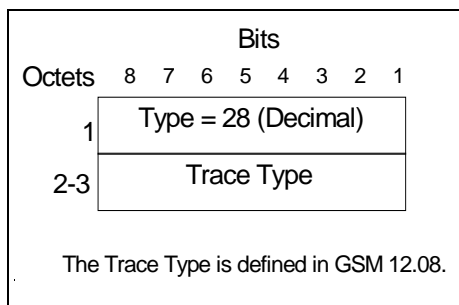 Bits
Octets 8 7 6 5 4 3 2 1
1 Type = 28 (Decimal)
2-3 Trace Type
The Trace Type is defined in GSM 12.08.